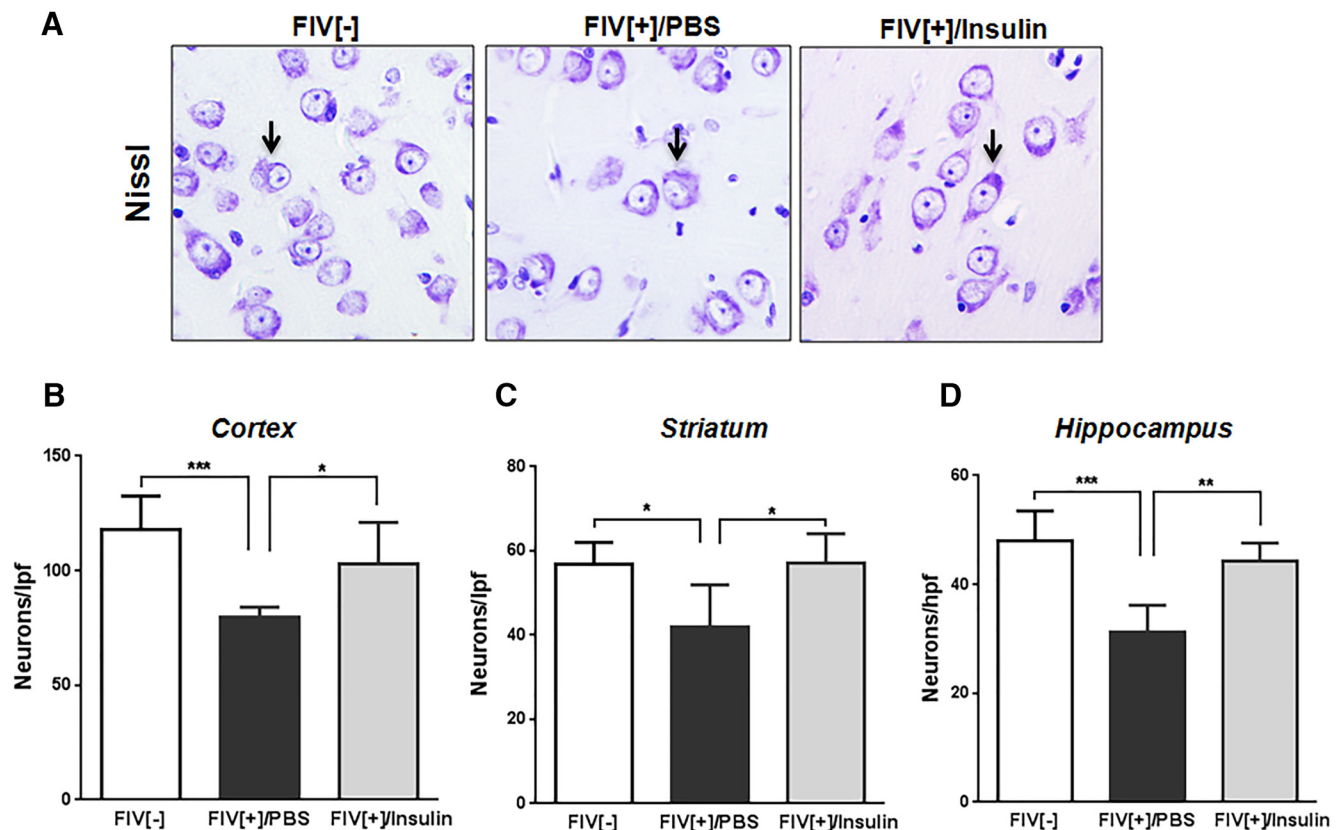 A
FIV[-]
FIV[+]/PBS
FIV[+]/Insulin
Nissl
B
Cortex
Neurons/lpf
150
100
50
0
***
*
FIV[-]
FIV[+]/PBS
FIV[+]/Insulin
C
Striatum
Neurons/lpf
80
60
40
20
0
*
*
FIV[-]
FIV[+]/PBS
FIV[+]/Insulin
D
Hippocampus
Neurons/hpf
60
40
20
0
***
**
FIV[-]
FIV[+]/PBS
FIV[+]/Insulin